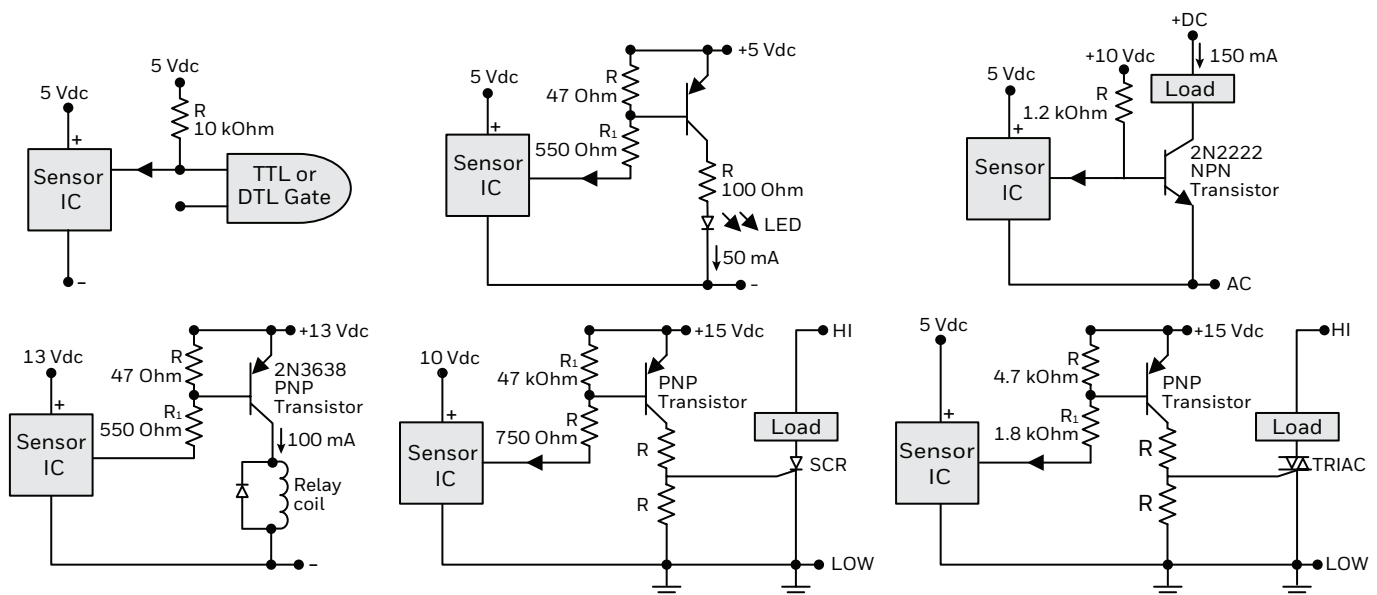 5 Vdc
5 Vdc
+
R
10 kOhm
Sensor
IC
TTL or
DTL Gate
-
+5 Vdc
5 Vdc
+
R
47 Ohm
R1
550 Ohm
Sensor
IC
R
100 Ohm
LED
50 mA
-
+DC
150 mA
+10 Vdc
5 Vdc
+
R
1.2 kOhm
Load
Sensor
IC
2N2222
NPN
Transistor
AC
+13 Vdc
13 Vdc
+
R
47 Ohm
2N3638
PNP
Transistor
R1
550 Ohm
Sensor
IC
100 mA
Relay
coil
-
+15 Vdc
HI
10 Vdc
+
R1
47 kOhm
PNP
Transistor
R
750 Ohm
Sensor
IC
Load
R
SCR
R
LOW
+15 Vdc
HI
5 Vdc
+
R
4.7 kOhm
PNP
Transistor
R1
1.8 kOhm
Sensor
IC
Load
R
TRIAC
R
LOW